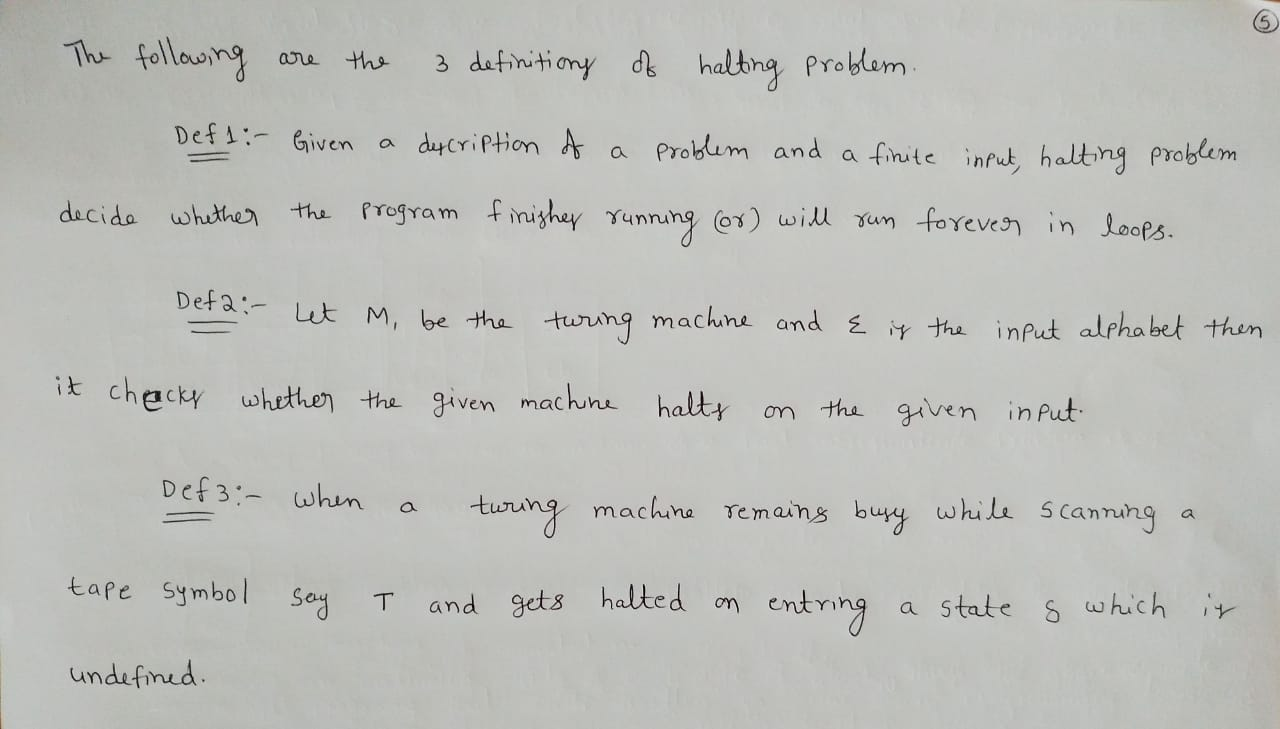 5
The following are the 3 definitions of halting problem.
Def 1:- Given a description of a problem and a finite input, halting problem
decide whether the program finishes running (or) will run forever in loops.
Def 2:- Let M, be the turing machine and Σ is the input alphabet then
it checks whether the given machine halts on the given input.
Def 3:- When a turing machine remains busy while scanning a
tape symbol say T and gets halted on entring a state s which is
undefined.